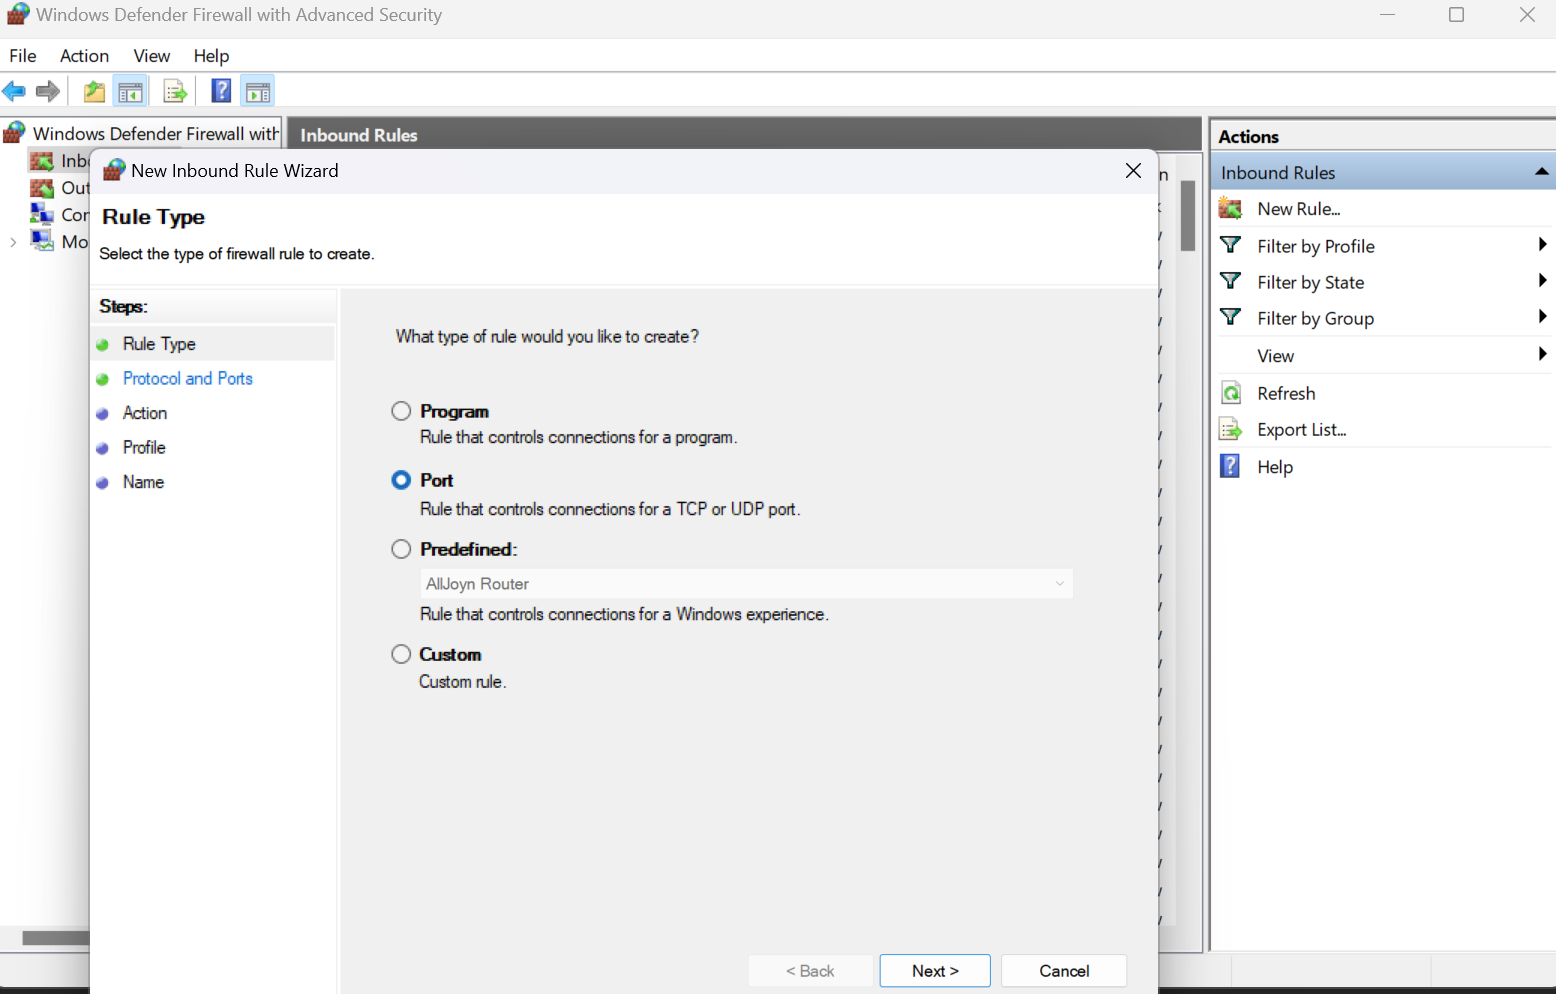 Windows Defender Firewall with Advanced Security
File Action View Help
Windows Defender Firewall with
Inbound Rules
Actions
Inb
Out
Con
Mo
New Inbound Rule Wizard
Rule Type
Select the type of firewall rule to create.
Steps:
Rule Type
Protocol and Ports
Action
Profile
Name
What type of rule would you like to create?
Program
Rule that controls connections for a program.
Port
Rule that controls connections for a TCP or UDP port.
Predefined:
AllJoyn Router
Rule that controls connections for a Windows experience.
Custom
Custom rule.
< Back
Next >
Cancel
Inbound Rules
New Rule...
Filter by Profile
Filter by State
Filter by Group
View
Refresh
Export List...
Help